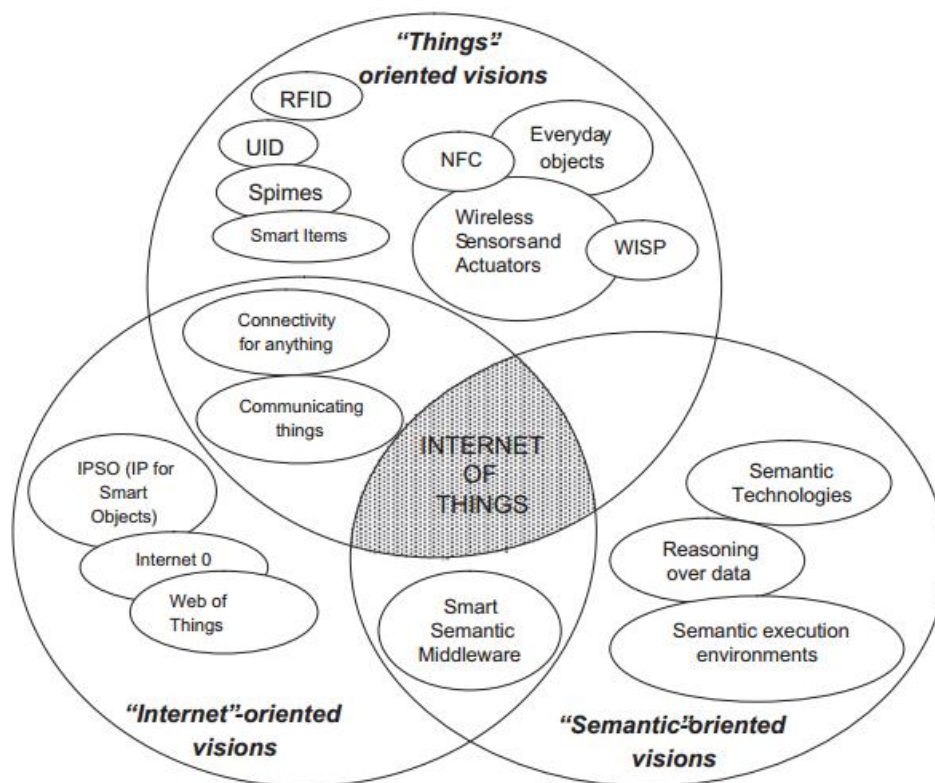 “Things”-
oriented visions
RFID
UID
Spimes
Smart Items
NFC
Everyday
objects
Wireless
Sensorsand
Actuators
WISP
Connectivity
for anything
Communicating
things
INTERNET
OF
THINGS
IPSO (IP for
Smart
Objects)
Internet 0
Web of
Things
Semantic
Technologies
Reasoning
over data
Semantic execution
environments
Smart
Semantic
Middleware
“Internet”-oriented
visions
“Semantic”-oriented
visions